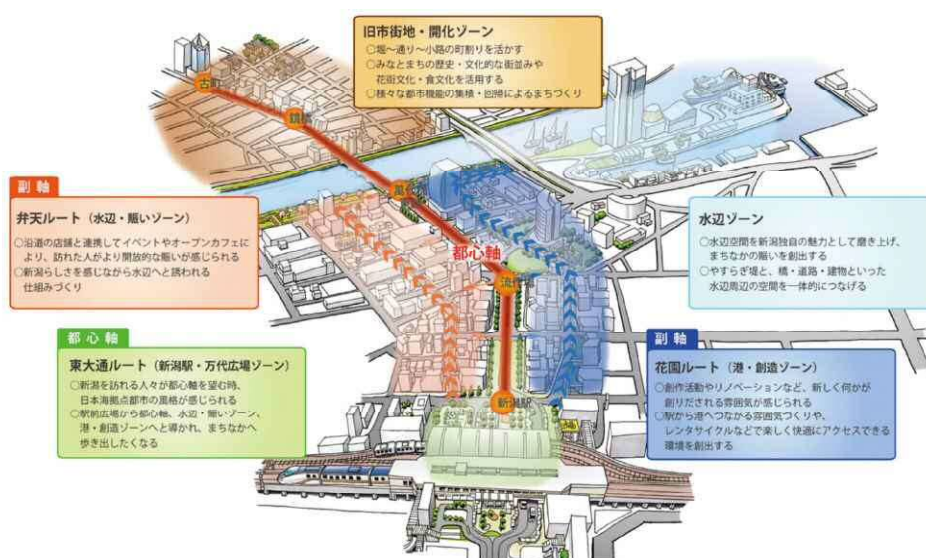 旧市街地・開化ゾーン
○堀～通り～小路の町割りを活かす
○みなとまちの歴史・文化的な街並みや
花街文化・食文化を活用する
○様々な都市機能の集積・回帰によるまちづくり
古町
鏡橋
萬代
副軸
弁天ルート（水辺・賑いゾーン）
○沿道の店舗と連携してイベントやオープンカフェに
より、訪れた人がより開放的な賑いが感じられる
○新潟らしさを感じながら水辺へと誘われる
仕組みづくり
水辺ゾーン
○水辺空間を新潟独自の魅力として磨き上げ、
まちなかの賑いを創出する
○やすらぎ堤と、橋・道路・建物といった
水辺周辺の空間を一体的につなげる
都心軸
流作場
都心軸
東大通ルート（新潟駅・万代広場ゾーン）
○新潟を訪れる人々が都心軸を望む時、
日本海拠点都市の風格が感じられる
○駅前広場から都心軸、水辺・賑いゾーン、
港・創造ゾーンへと導かれ、まちなかへ
歩き出したくなる
新潟駅
副軸
花園ルート（港・創造ゾーン）
○創作活動やリノベーションなど、新しく何かが
創りだされる雰囲気が感じられる
○駅から港へつながる雰囲気つくりや、
レンタサイクルなどで楽しく快適にアクセスできる
環境を創出する